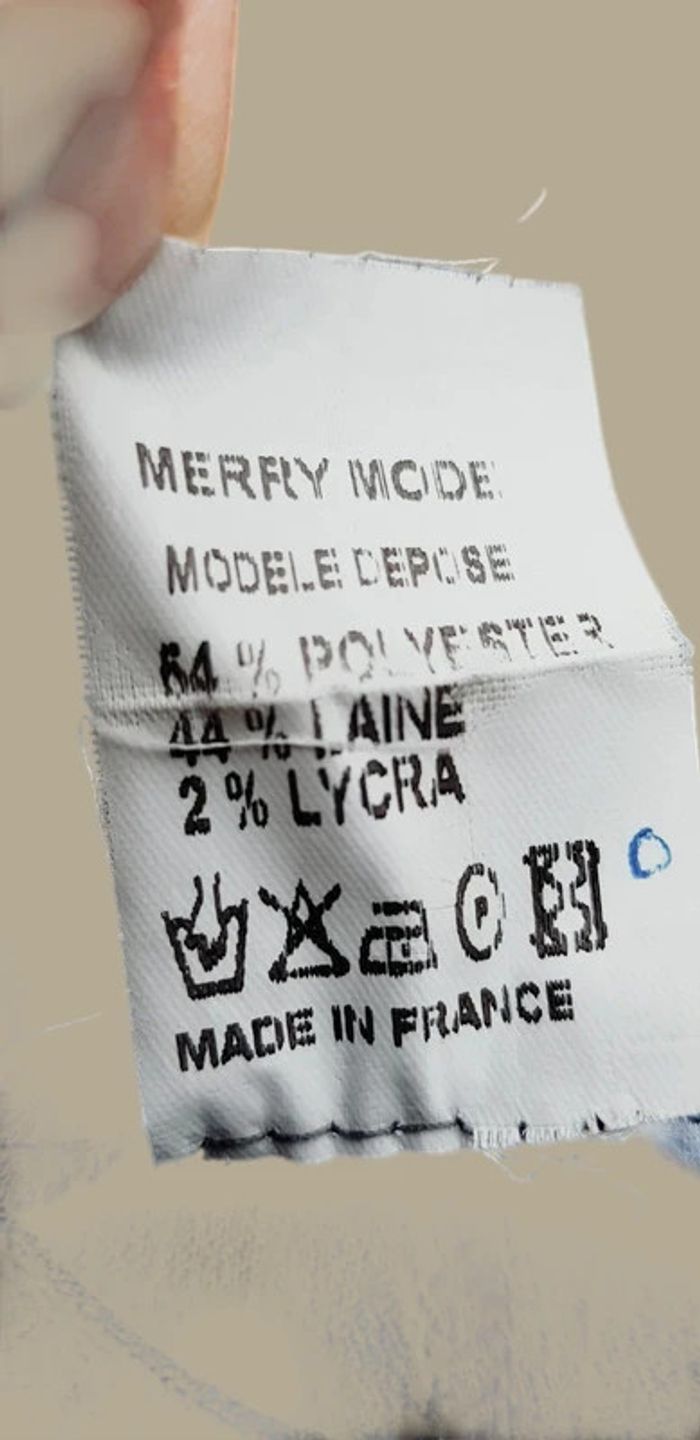 MERRY MODE
MODELE DEPOSE
54 % POLYESTER
44 % LAINE
2 % LYCRA
P
MADE IN FRANCE